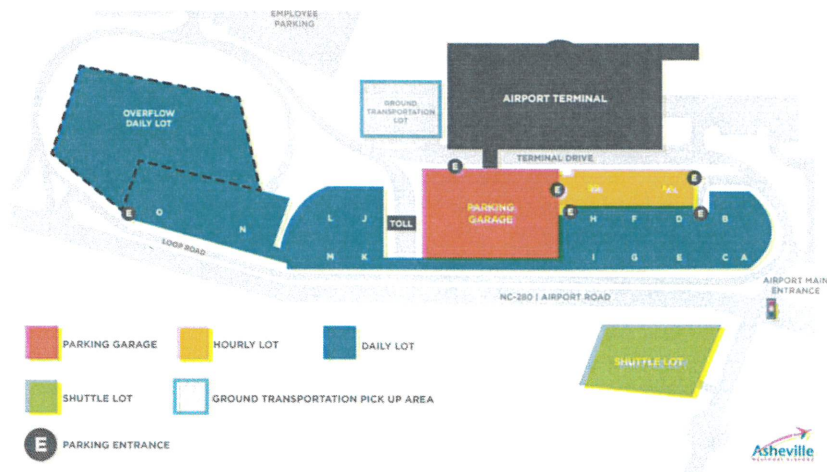 EMPLOYEE
PARKING
OVERFLOW
DAILY LOT
GROUND
TRANSPORTATION
LOT
AIRPORT TERMINAL
TERMINAL DRIVE
E
E
E
E
E
E
PARKING
GARAGE
TOLL
O
N
L
J
M
K
H
F
D
B
I
G
E
C
A
LOOP ROAD
NC-280 | AIRPORT ROAD
AIRPORT MAIN
ENTRANCE
SHUTTLE LOT
PARKING GARAGE
HOURLY LOT
DAILY LOT
SHUTTLE LOT
GROUND TRANSPORTATION PICK UP AREA
E PARKING ENTRANCE
Asheville